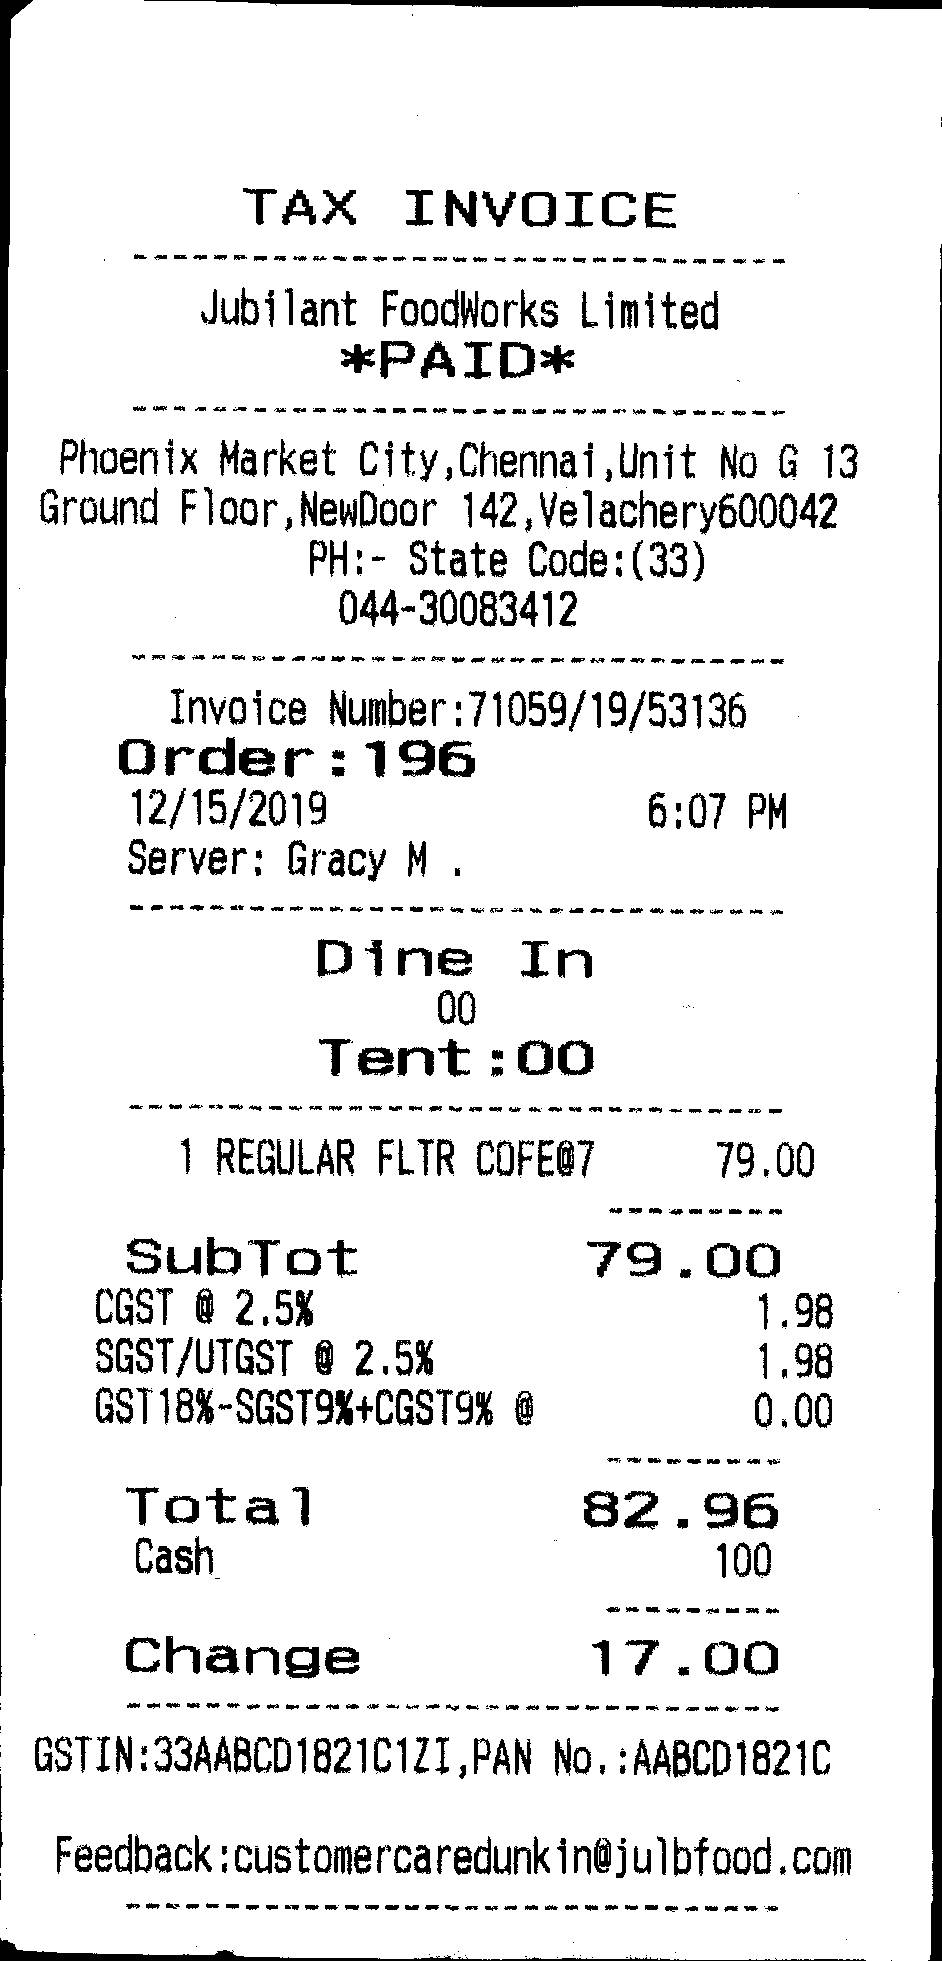 TAX INVOICE
Jubilant FoodWorks Limited
*PAID*
Phoenix Market City,Chennai,Unit No G 13
Ground Floor,NewDoor 142,Velachery600042
PH:- State Code:(33)
044-30083412
Invoice Number:71059/19/53136
Order:196
12/15/2019 6:07 PM
Server: Gracy M .
Dine In
00
Tent:00
1 REGULAR FLTR COFE@7 79.00
SubTot 79.00
CGST @ 2.5% 1.98
SGST/UTGST @ 2.5% 1.98
GST18%-SGST9%+CGST9% @ 0.00
Total 82.96
Cash 100
Change 17.00
GSTIN:33AABCD1821C1ZI,PAN No.:AABCD1821C
Feedback:customercaredunkin@julbfood.com